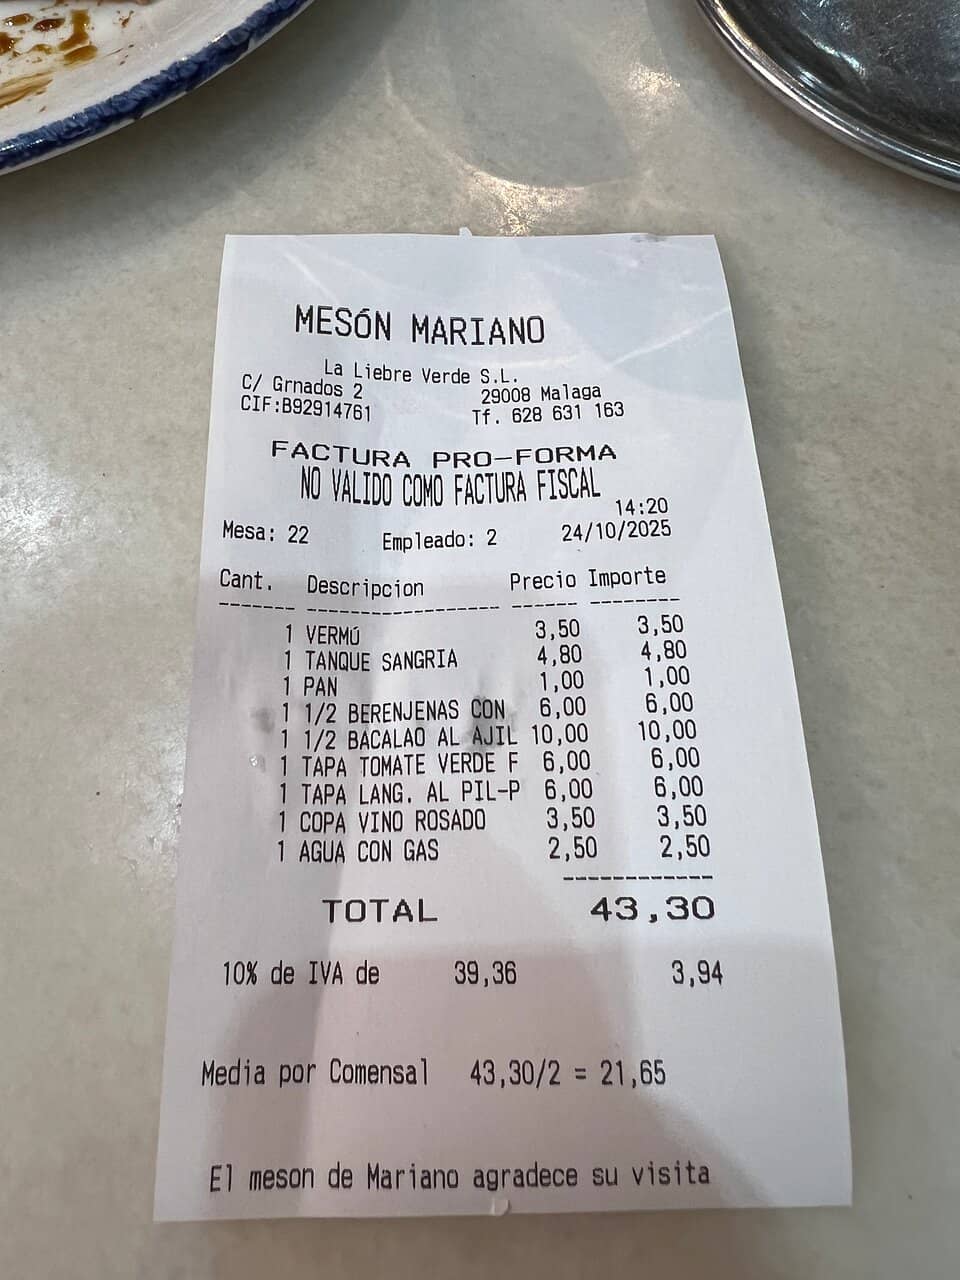 MESÓN MARIANO
La Liebre Verde S.L.
C/ Grnados 2 29008 Malaga
CIF:B92914761 Tf. 628 631 163
FACTURA PRO-FORMA
NO VALIDO COMO FACTURA FISCAL
14:20
Mesa: 22 Empleado: 2 24/10/2025
Cant. Descripcion Precio Importe
1 VERMÚ 3,50 3,50
1 TANQUE SANGRIA 4,80 4,80
1 PAN 1,00 1,00
1 1/2 BERENJENAS CON 6,00 6,00
1 1/2 BACALAO AL AJIL 10,00 10,00
1 TAPA TOMATE VERDE F 6,00 6,00
1 TAPA LANG. AL PIL-P 6,00 6,00
1 COPA VINO ROSADO 3,50 3,50
1 AGUA CON GAS 2,50 2,50
TOTAL 43,30
10% de IVA de 39,36 3,94
Media por Comensal 43,30/2 = 21,65
El meson de Mariano agradece su visita